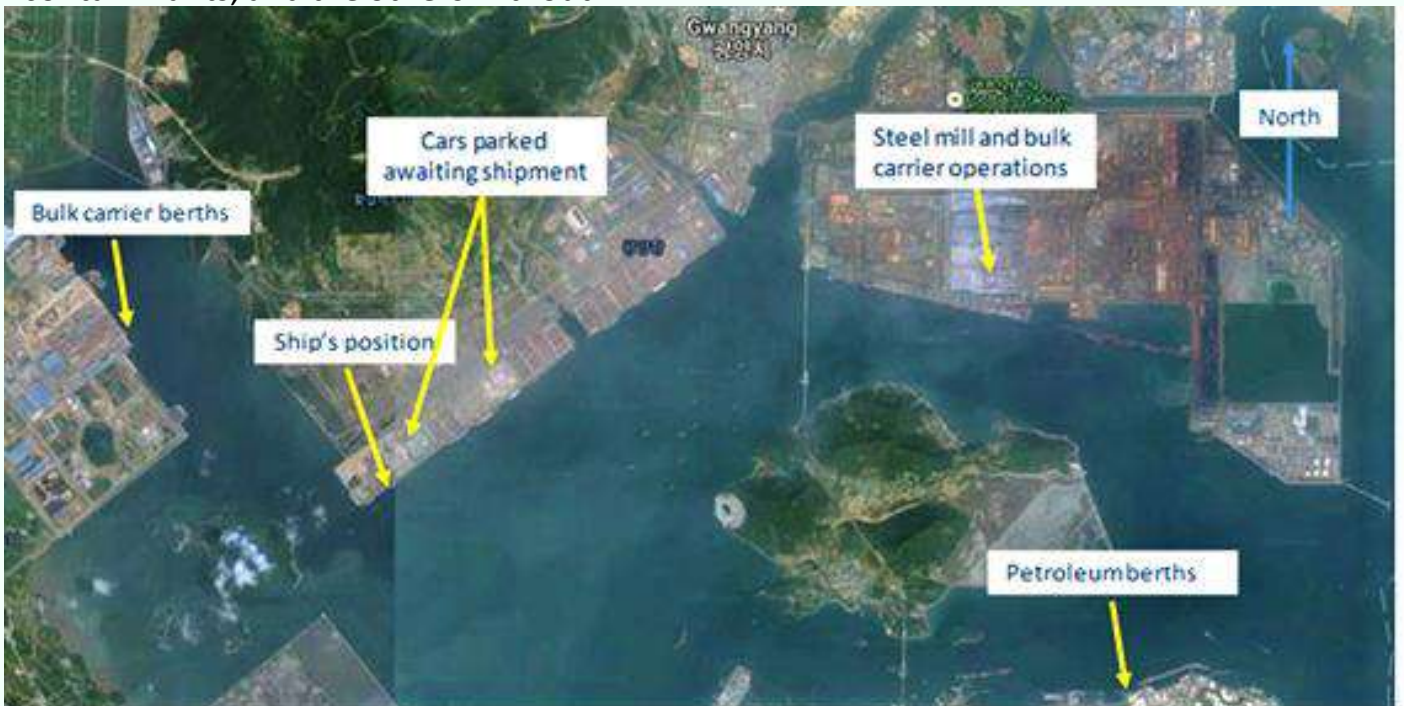 Gwangyang
광양시
Cars parked
awaiting shipment
Steel mill and bulk
carrier operations
North
Bulk carrier berths
Ship's position
Petroleumberths